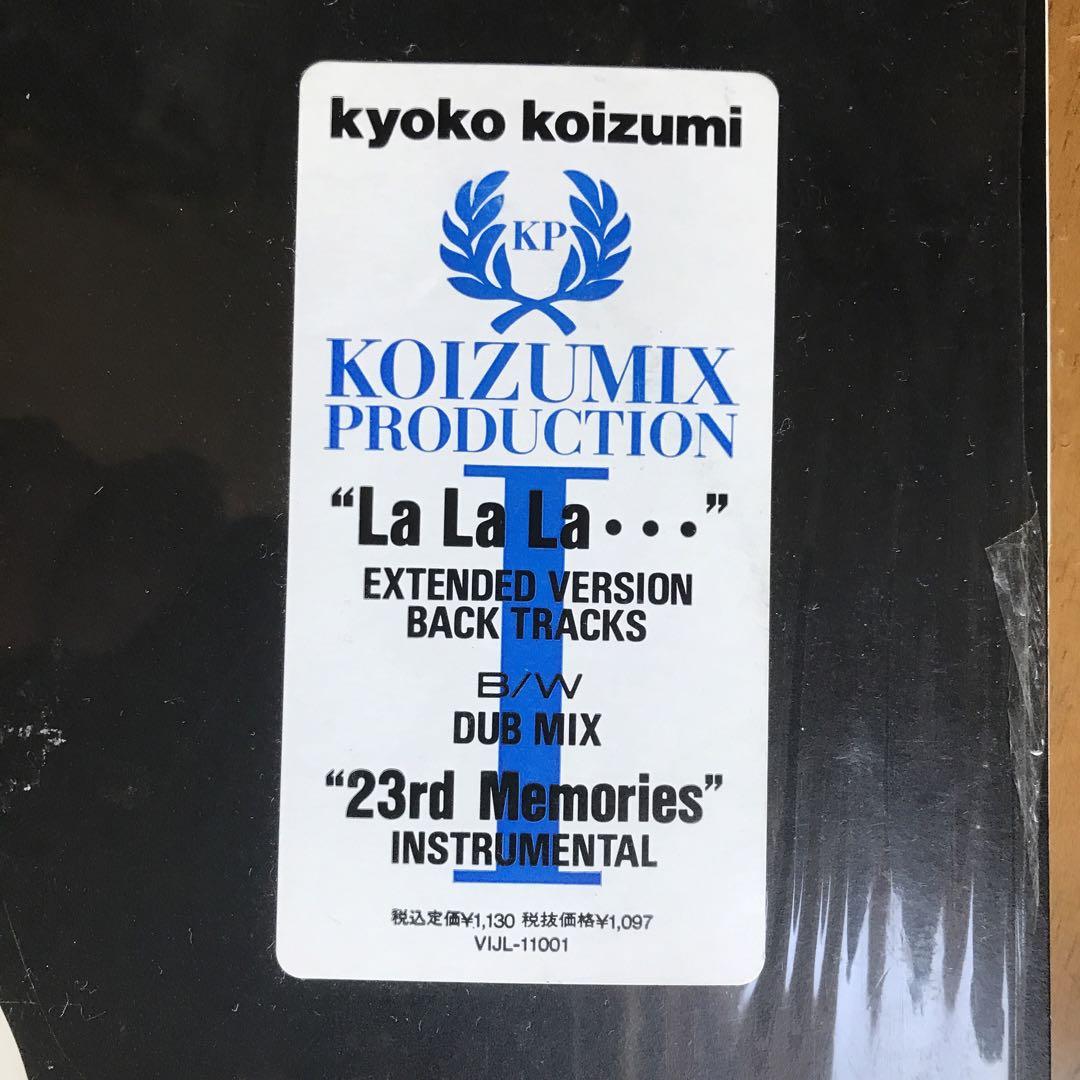 kyoko koizumi
KP
KOIZUMIX
PRODUCTION
I
“La La La・・・”
EXTENDED VERSION
BACK TRACKS
B/W
DUB MIX
“23rd Memories”
INSTRUMENTAL
税込定価¥1,130 税抜価格¥1,097
VIJL-11001